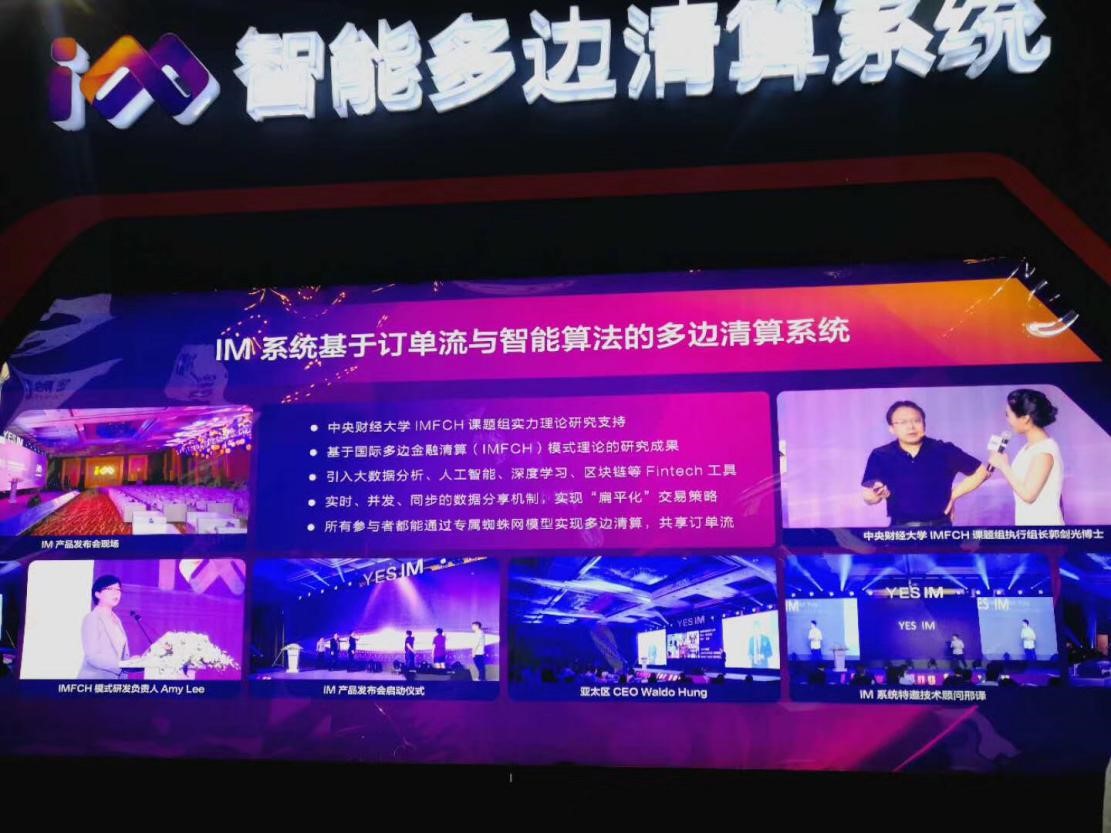 im 智能多边清算系统
IM 系统基于订单流与智能算法的多边清算系统
中央财经大学 IMFCH 课题组实力理论研究支持
基于国际多边金融清算（IMFCH）模式理论的研究成果
引入大数据分析、人工智能、深度学习、区块链等 Fintech 工具
实时、并发、同步的数据分享机制，实现“扁平化”交易策略
所有参与者都能通过专属蜘蛛网模型实现多边清算，共享订单流
IM 产品发布会现场
中央财经大学 IMFCH 课题组执行组长郭剑光博士
YES IM
YES IM
YES IM
YES IM
IMFCH 模式研发负责人 Amy Lee
IM 产品发布会启动仪式
亚太区 CEO Waldo Hung
IM 系统特邀技术顾问邢译